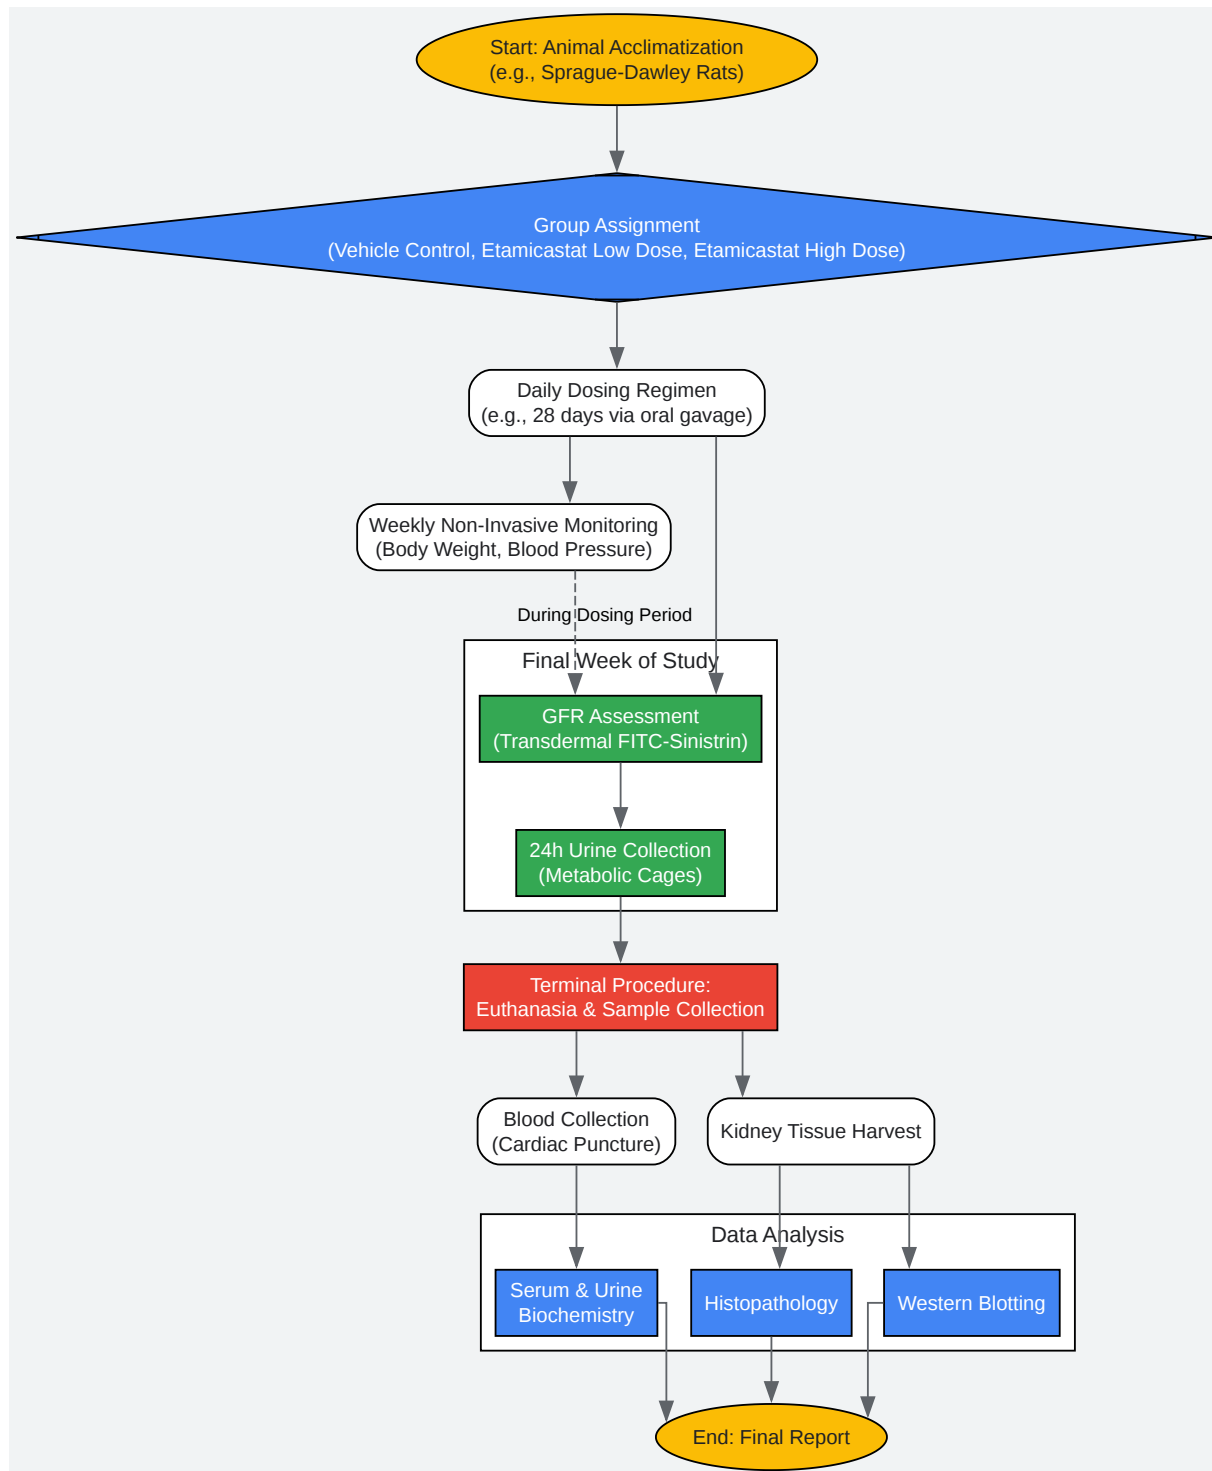 Start: Animal Acclimatization
(e.g., Sprague-Dawley Rats)
Group Assignment
(Vehicle Control, Etamicastat Low Dose, Etamicastat High Dose)
Daily Dosing Regimen
(e.g., 28 days via oral gavage)
Weekly Non-Invasive Monitoring
(Body Weight, Blood Pressure)
During Dosing Period
Final Week of Study
GFR Assessment
(Transdermal FITC-Sinistrin)
24h Urine Collection
(Metabolic Cages)
Terminal Procedure:
Euthanasia & Sample Collection
Blood Collection
(Cardiac Puncture)
Kidney Tissue Harvest
Data Analysis
Serum & Urine
Biochemistry
Histopathology
Western Blotting
End: Final Report